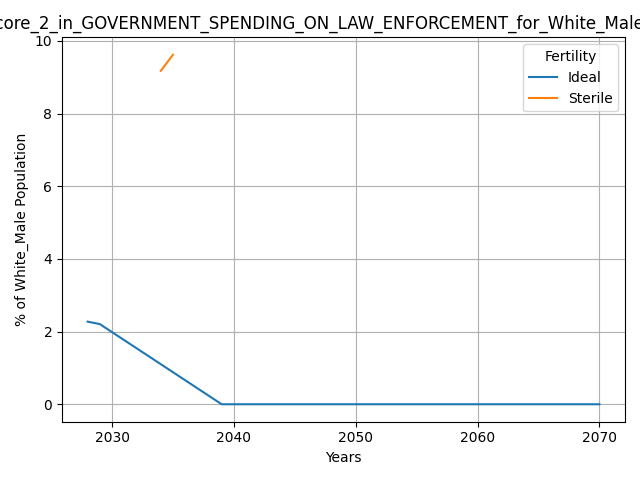 core_2_in_GOVERNMENT_SPENDING_ON_LAW_ENFORCEMENT_for_White_Male
Fertility
Ideal
Sterile
% of White_Male Population
10
8
6
4
2
0
2030 2040 2050 2060 2070
Years